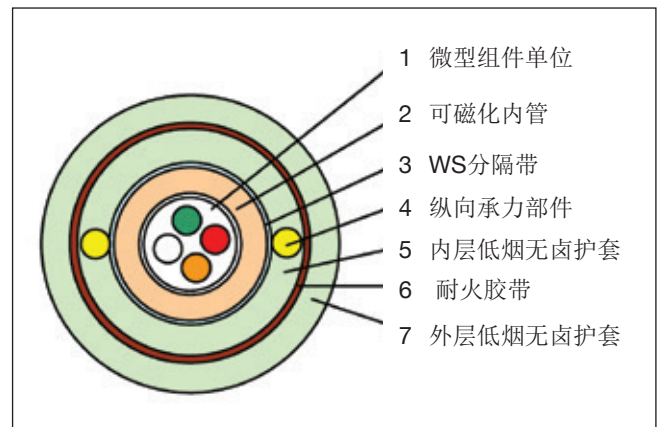 1 微型组件单位
2 可磁化内管
3 WS分隔带
4 纵向承力部件
5 内层低烟无卤护套
6 耐火胶带
7 外层低烟无卤护套